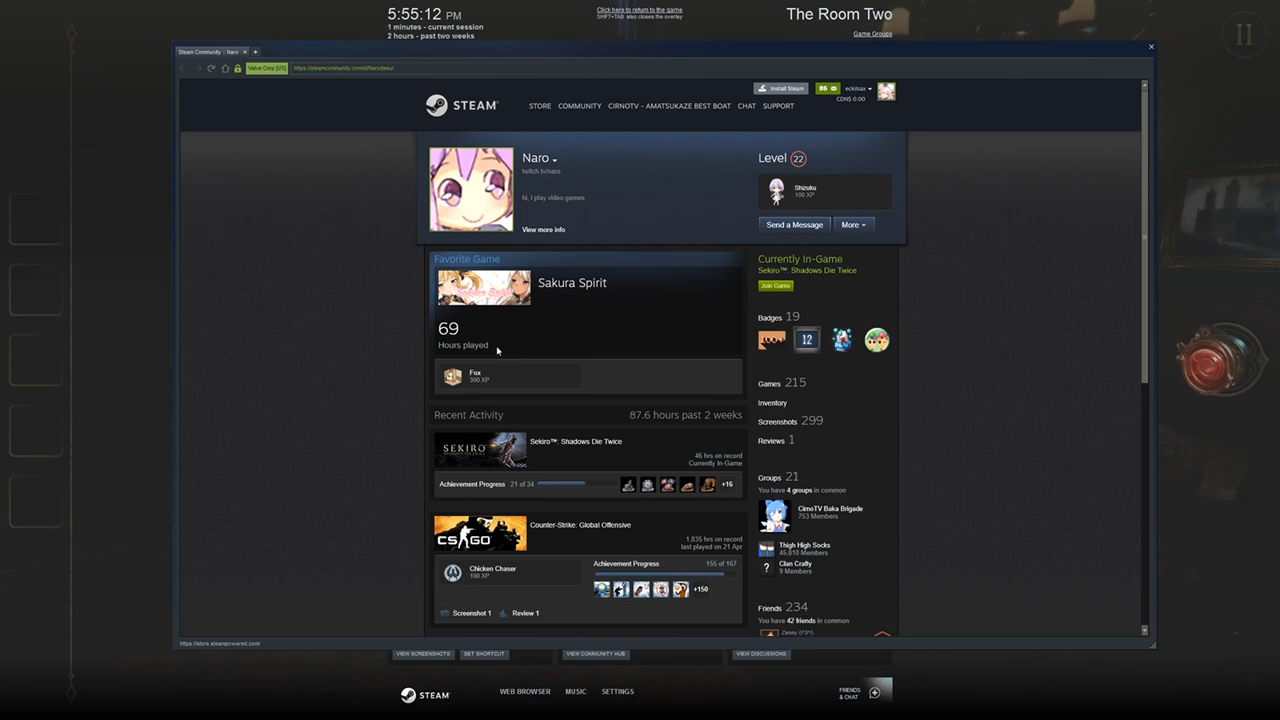 5:55:12 PM
1 minutes - current session
2 hours - past two weeks
Click here to return to the game
SHIFT+TAB also closes the overlay
The Room Two
Game Groups
Steam Community :: Naro
Valve Corp [US]
https://steamcommunity.com/id/Narodesu/
Install Steam
86
eckitsax
CDN$ 0.00
STEAM
STORE
COMMUNITY
CIRNOTV - AMATSUKAZE BEST BOAT
CHAT
SUPPORT
Naro
twitch.tv/naro
hi, I play video games
View more info
Level 22
Shizuku
100 XP
Send a Message
More
Favorite Game
Sakura Spirit
69
Hours played
Fox
300 XP
Recent Activity
87.6 hours past 2 weeks
SEKIRO
Sekiro™: Shadows Die Twice
46 hrs on record
Currently In-Game
Achievement Progress 21 of 34
+16
CS GO
Counter-Strike: Global Offensive
1,835 hrs on record
last played on 21 Apr
Chicken Chaser
100 XP
Achievement Progress
155 of 167
+150
Screenshot 1
Review 1
Currently In-Game
Sekiro™: Shadows Die Twice
Join Game
Badges 19
100+
12
Games 215
Inventory
Screenshots 299
Reviews 1
Groups 21
You have 4 groups in common
CirnoTV Baka Brigade
753 Members
Thigh High Socks
45,810 Members
?
Clan Crafty
9 Members
Friends 234
You have 42 friends in common
https://store.steampowered.com/
VIEW SCREENSHOTS
SET SHORTCUT
VIEW COMMUNITY HUB
VIEW DISCUSSIONS
STEAM
WEB BROWSER
MUSIC
SETTINGS
FRIENDS
& CHAT